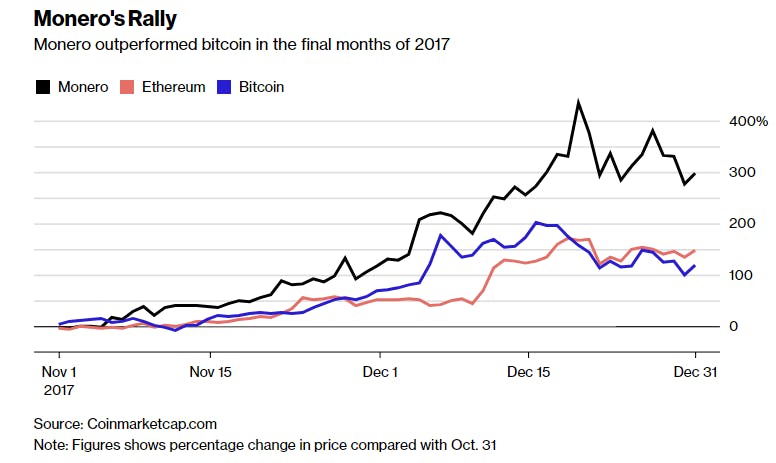 Monero's Rally
Monero outperformed bitcoin in the final months of 2017
Monero Ethereum Bitcoin
400%
300
200
100
0
Nov 1 Nov 15 Dec 1 Dec 15 Dec 31
2017
Source: Coinmarketcap.com
Note: Figures shows percentage change in price compared with Oct. 31